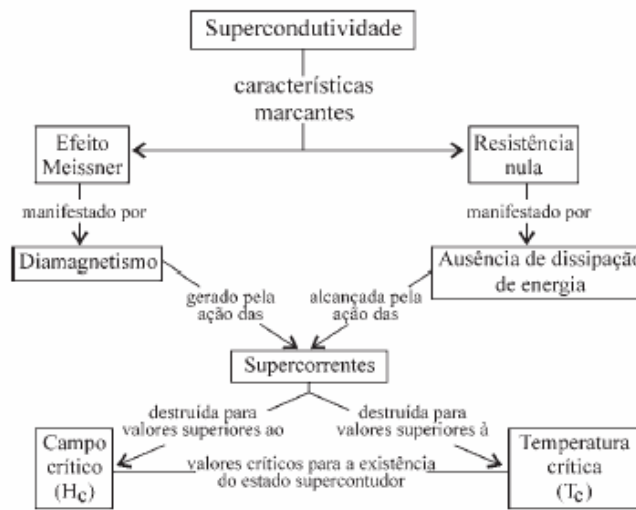 Supercondutividade
características
marcantes
Efeito
Meissner
Resistência
nula
manifestado por
manifestado por
Diamagnetismo
Ausência de dissipação
de energia
gerado pela
ação das
alcançada pela
ação das
Supercorrentes
destruída para
valores superiores ao
destruída para
valores superiores à
Campo
crítico
(Hc)
valores críticos para a existência
do estado supercontudor
Temperatura
crítica
(Tc)